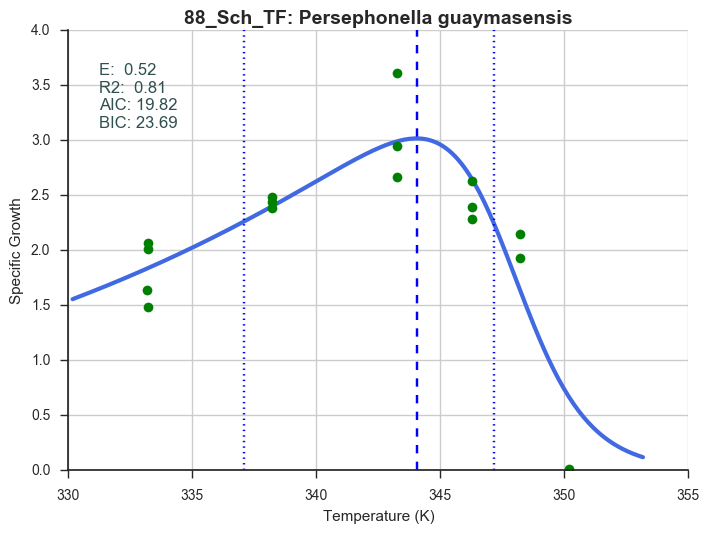 88_Sch_TF: Persephonella guaymasensis
E: 0.52
R2: 0.81
AIC: 19.82
BIC: 23.69
4.0
3.5
3.0
2.5
2.0
1.5
1.0
0.5
0.0
Specific Growth
330 335 340 345 350 355
Temperature (K)